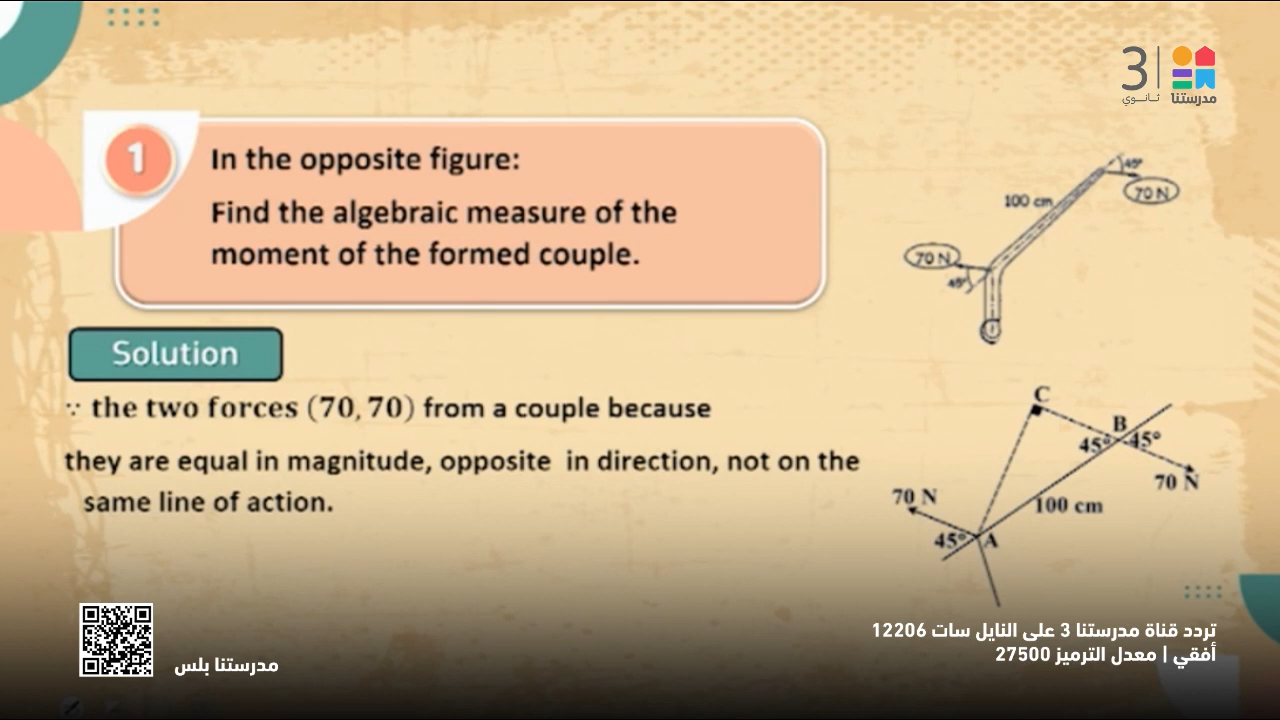 3
ثانوي
مدرستنا
1
In the opposite figure:
Find the algebraic measure of the
moment of the formed couple.
45°
70 N
100 cm
70 N
45°
Solution
∵ the two forces (70, 70) from a couple because
they are equal in magnitude, opposite in direction, not on the
same line of action.
C
B
45°
45°
70 N
70 N
100 cm
45°
A
تردد قناة مدرستنا 3 على النايل سات 12206
أفقي | معدل الترميز 27500
مدرستنا بلس